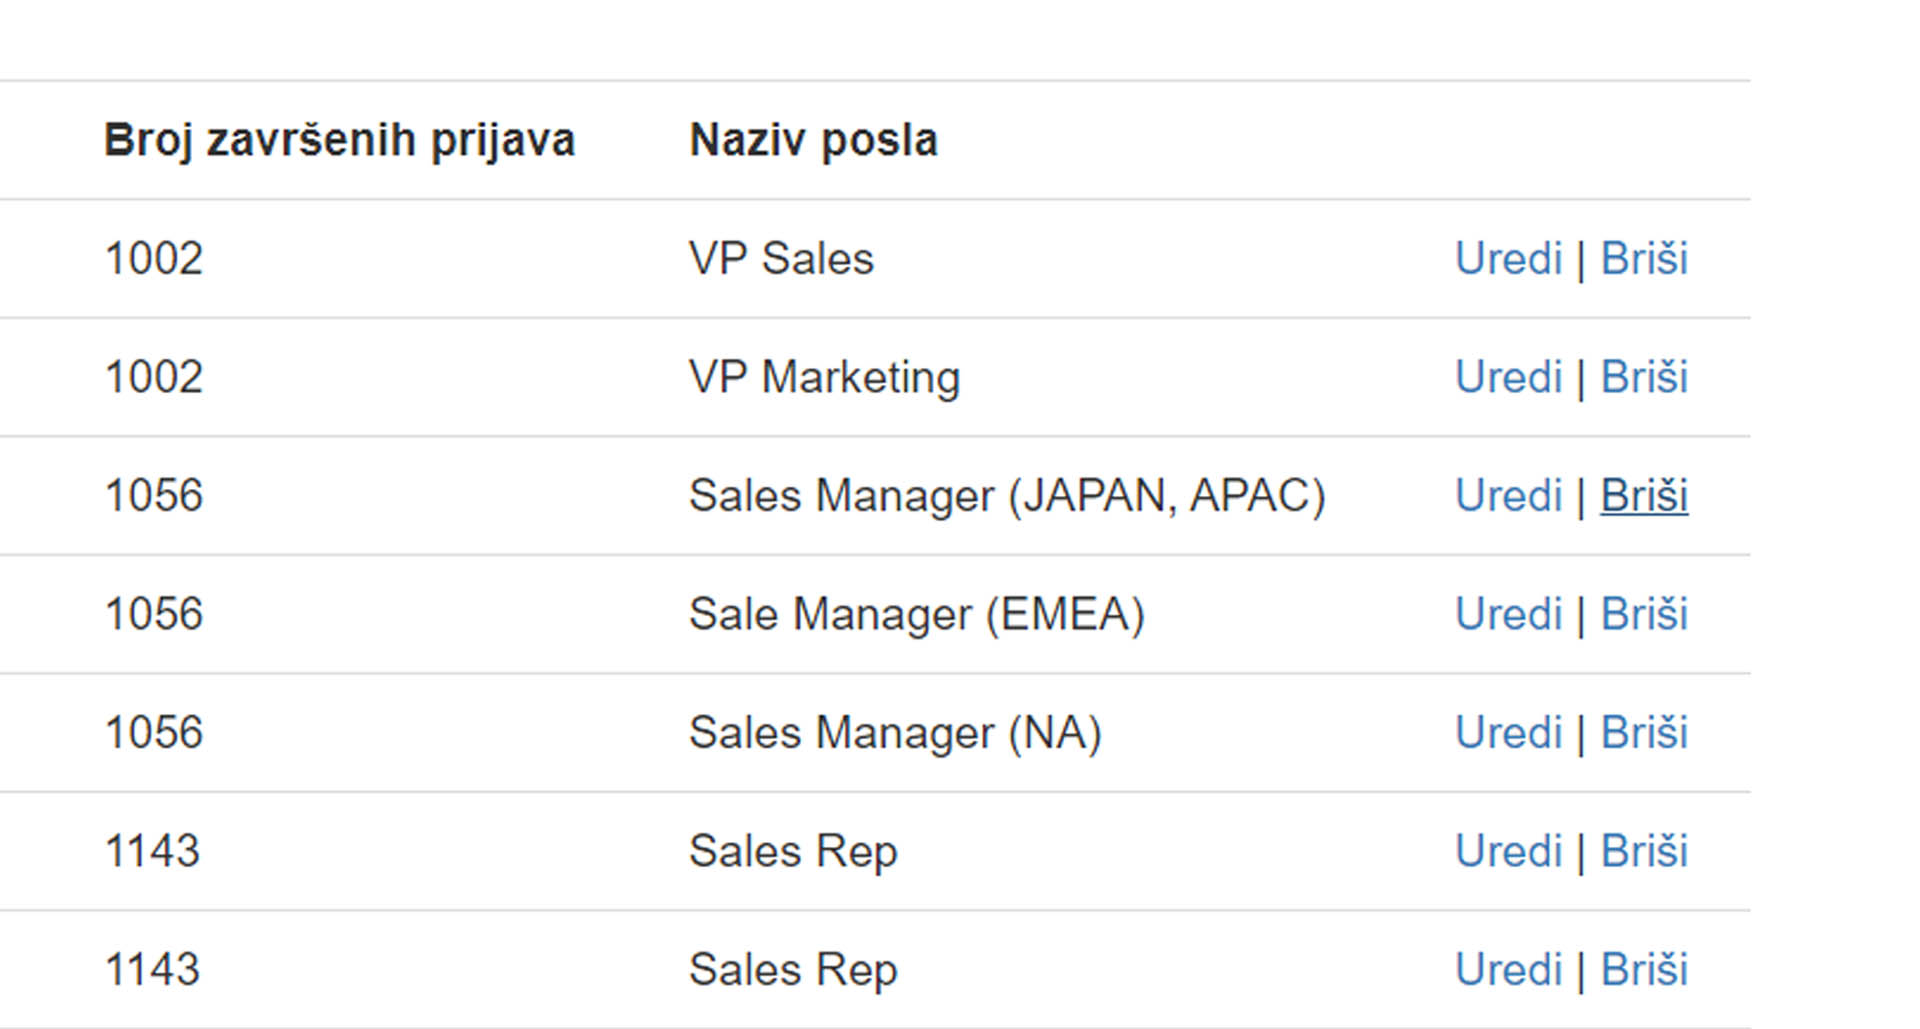 Broj završenih prijava Naziv posla
1002 VP Sales Uredi | Briši
1002 VP Marketing Uredi | Briši
1056 Sales Manager (JAPAN, APAC) Uredi | Briši
1056 Sale Manager (EMEA) Uredi | Briši
1056 Sales Manager (NA) Uredi | Briši
1143 Sales Rep Uredi | Briši
1143 Sales Rep Uredi | Briši